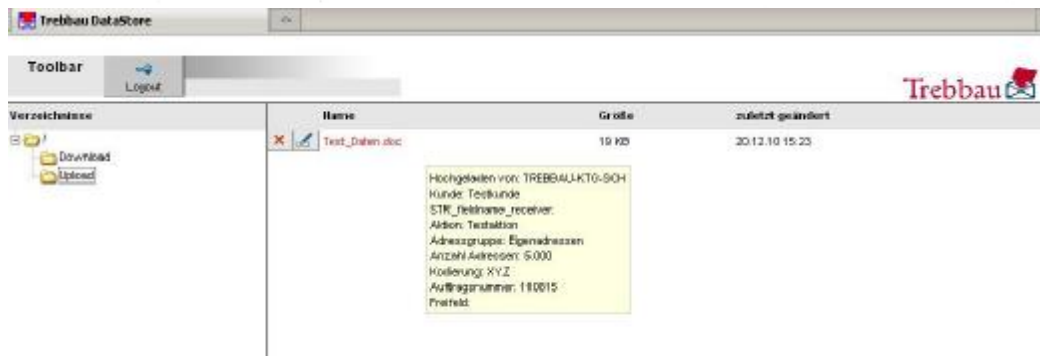 Trebbau DataStore
Toolbar
Logout
Trebbau
Verzeichnisse
Name Größe zuletzt geändert
/
Download
Upload
Test_Daten.doc 19 KB 20.12.10 15:23
Hochgeladen von: TREBBAU-KTG-SCH
Kunde: Testkunde
STR_fieldname_receiver:
Aktion: Testaktion
Adressgruppe: Eigenadressen
Anzahl Adressen: 5.000
Kodierung: XYZ
Auftragsnummer: 110815
Freifeld: